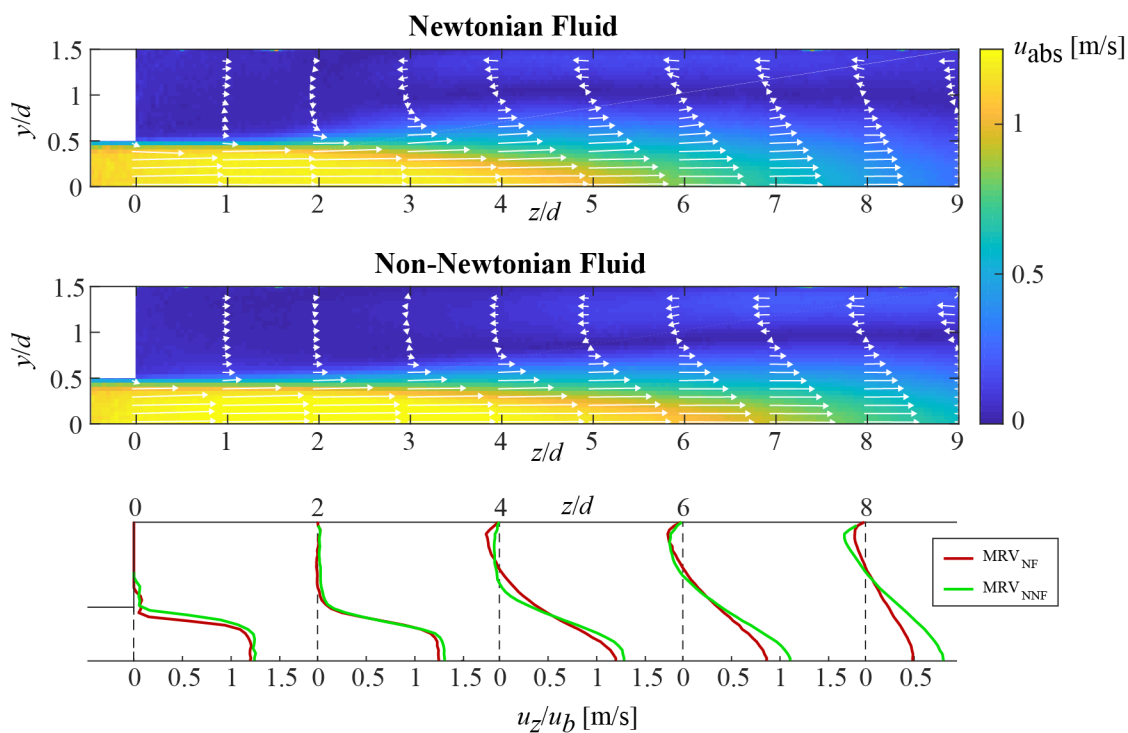 Newtonian Fluid
u_abs [m/s]
1.5
1
0.5
0
y/d
0 1 2 3 4 5 6 7 8 9
z/d
1
0.5
0
Non-Newtonian Fluid
1.5
1
0.5
0
y/d
0 1 2 3 4 5 6 7 8 9
z/d
0 2 4 z/d 6 8
MRV_NF
MRV_NNF
0 0.5 1 1.5 0 0.5 1 1.5 0 0.5 1 1.5 0 0.5 1 1.5 0 0.5
u_z/u_b [m/s]